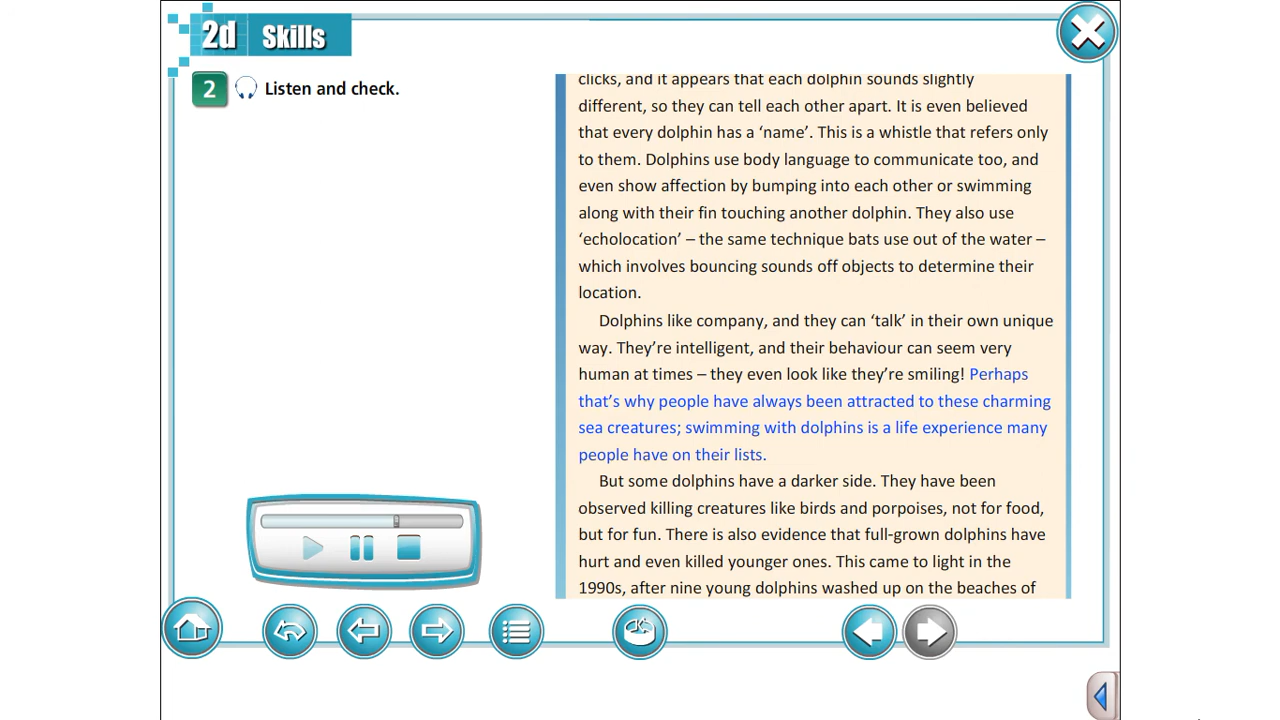 2d Skills
2 Listen and check.
clicks, and it appears that each dolphin sounds slightly
different, so they can tell each other apart. It is even believed
that every dolphin has a ‘name’. This is a whistle that refers only
to them. Dolphins use body language to communicate too, and
even show affection by bumping into each other or swimming
along with their fin touching another dolphin. They also use
‘echolocation’ – the same technique bats use out of the water –
which involves bouncing sounds off objects to determine their
location.
Dolphins like company, and they can ‘talk’ in their own unique
way. They’re intelligent, and their behaviour can seem very
human at times – they even look like they’re smiling! Perhaps
that’s why people have always been attracted to these charming
sea creatures; swimming with dolphins is a life experience many
people have on their lists.
But some dolphins have a darker side. They have been
observed killing creatures like birds and porpoises, not for food,
but for fun. There is also evidence that full-grown dolphins have
hurt and even killed younger ones. This came to light in the
1990s, after nine young dolphins washed up on the beaches of